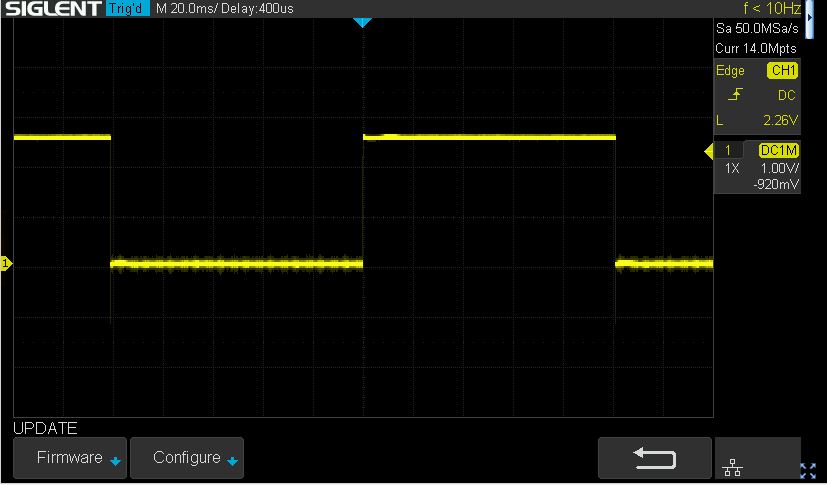 SIGLENT Trig'd M 20.0ms/ Delay:400us f < 10Hz
Sa 50.0MSa/s
Curr 14.0Mpts
Edge CH1
DC
L 2.26V
1 DC1M
1X 1.00V/
-920mV
1
UPDATE
Firmware Configure